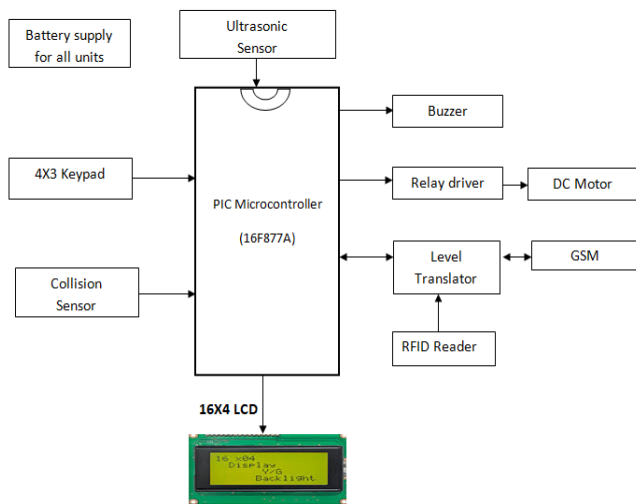 Battery supply
for all units
Ultrasonic
Sensor
Buzzer
4X3 Keypad
Relay driver
DC Motor
PIC Microcontroller
(16F877A)
Level
Translator
GSM
Collision
Sensor
RFID Reader
16X4 LCD
16 x04
Display
Y/G
Backlight